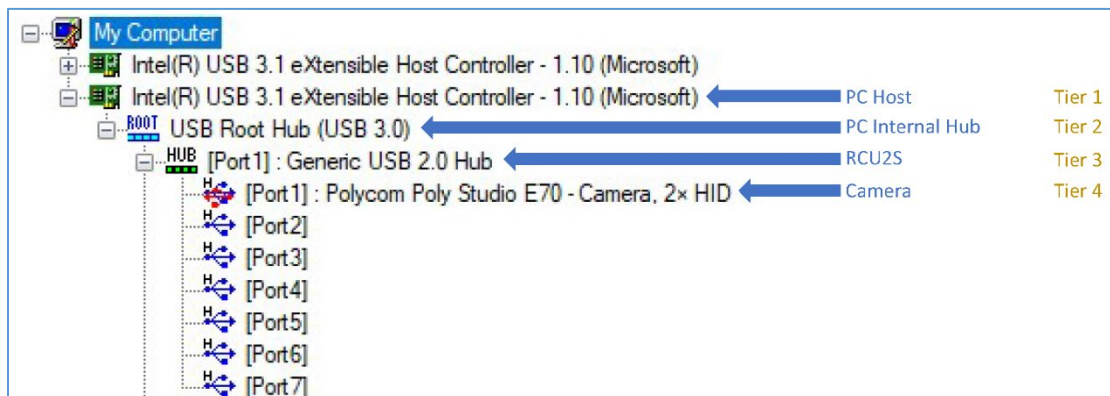 My Computer
Intel(R) USB 3.1 eXtensible Host Controller - 1.10 (Microsoft)
Intel(R) USB 3.1 eXtensible Host Controller - 1.10 (Microsoft) PC Host Tier 1
ROOT USB Root Hub (USB 3.0) PC Internal Hub Tier 2
HUB [Port1] : Generic USB 2.0 Hub RCU2S Tier 3
H [Port1] : Polycom Poly Studio E70 - Camera, 2× HID Camera Tier 4
H [Port2]
H [Port3]
H [Port4]
H [Port5]
H [Port6]
H [Port7]